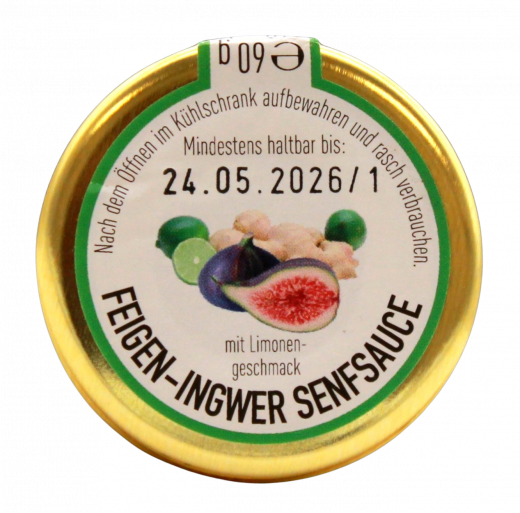 60 g ℮
Nach dem Öffnen im Kühlschrank aufbewahren und rasch verbrauchen.
Mindestens haltbar bis:
24.05.2026/1
mit Limonen-
geschmack
FEIGEN-INGWER SENFSAUCE